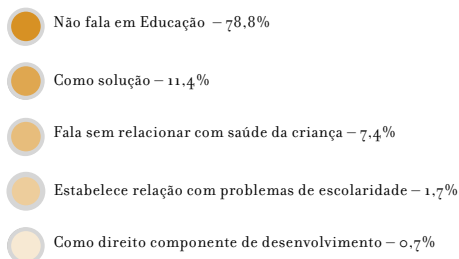 Não fala em Educação – 78,8%
Como solução – 11,4%
Fala sem relacionar com saúde da criança – 7,4%
Estabelece relação com problemas de escolaridade – 1,7%
Como direito componente de desenvolvimento – 0,7%